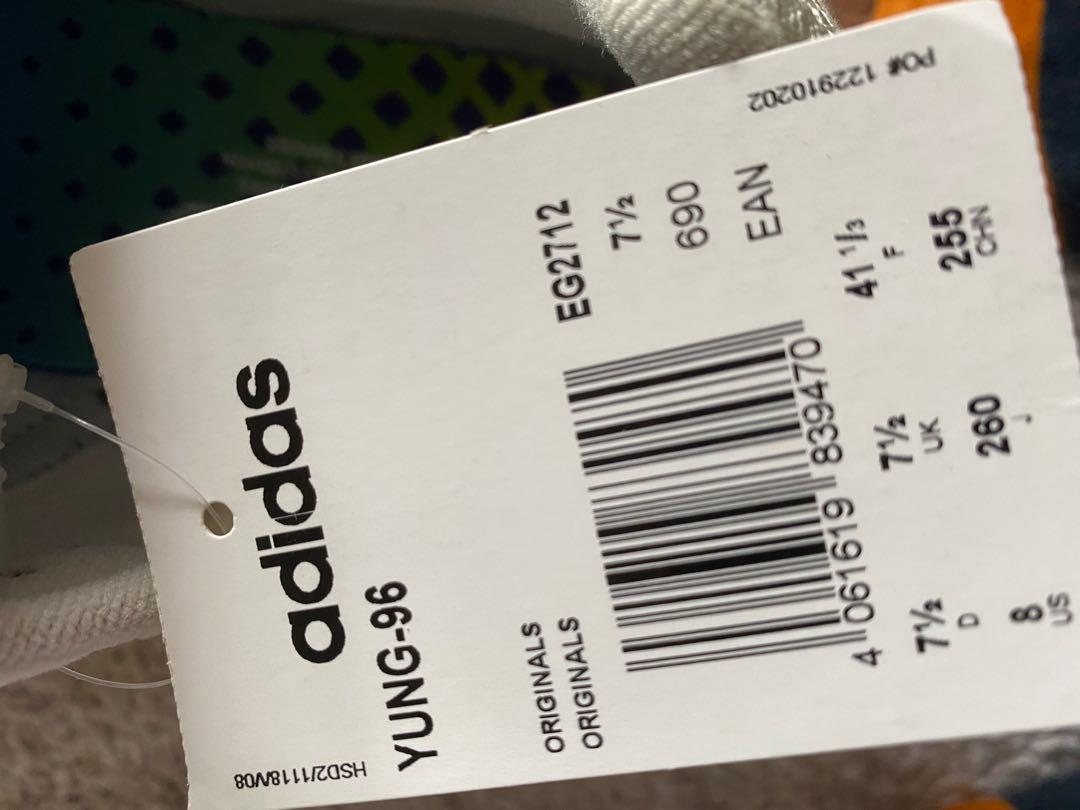 adidas
YUNG-96
ORIGINALS
ORIGINALS
EG2712
7½
690
EAN
4 061619 839470
7½ D
7½ UK
41 1/3 F
8 US
260 J
255 CHN
HSD2/1118/V08
PO# 122910202